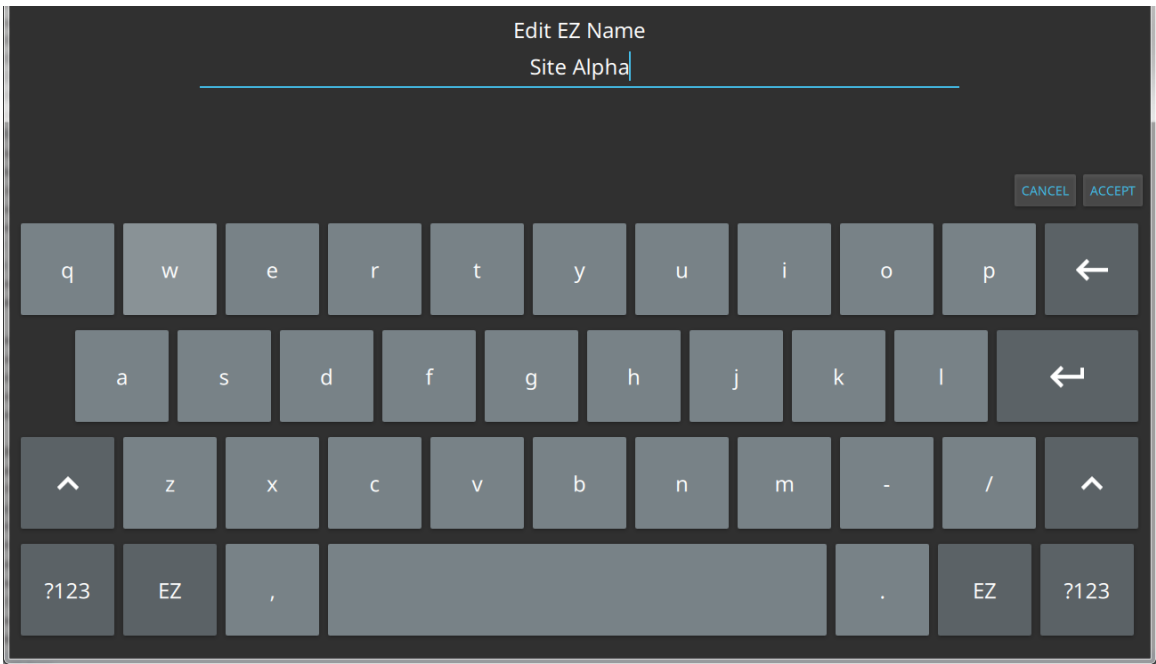 Edit EZ Name
Site Alpha
CANCEL ACCEPT
q w e r t y u i o p
a s d f g h j k l
z x c v b n m - /
?123 EZ , . EZ ?123